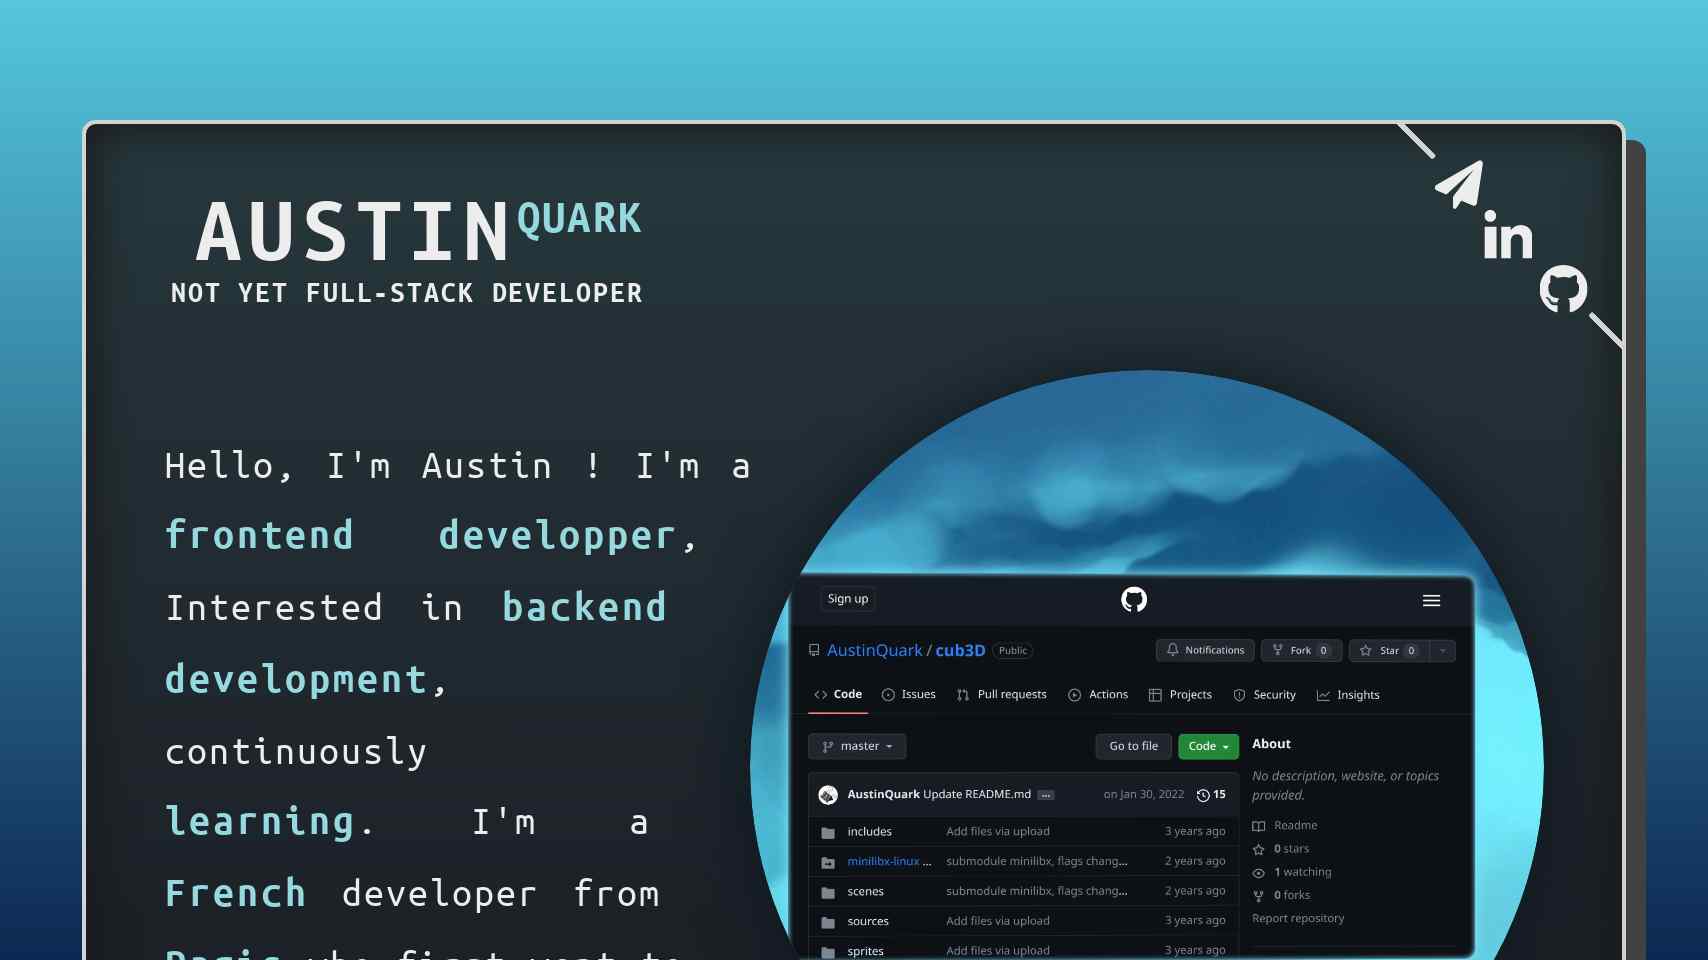 AUSTIN QUARK
NOT YET FULL-STACK DEVELOPER
in
Hello, I'm Austin ! I'm a
frontend developper,
Interested in backend
development,
continuously
learning. I'm a
French developer from
Sign up
AustinQuark / cub3D Public
Notifications Fork 0 Star 0
Code Issues Pull requests Actions Projects Security Insights
master Go to file Code
AustinQuark Update README.md ... on Jan 30, 2022 15
includes Add files via upload 3 years ago
minilibx-linux ... submodule minilibx, flags chang... 2 years ago
scenes submodule minilibx, flags chang... 2 years ago
sources Add files via upload 3 years ago
sprites Add files via upload 3 years ago
About
No description, website, or topics
provided.
Readme
0 stars
1 watching
0 forks
Report repository